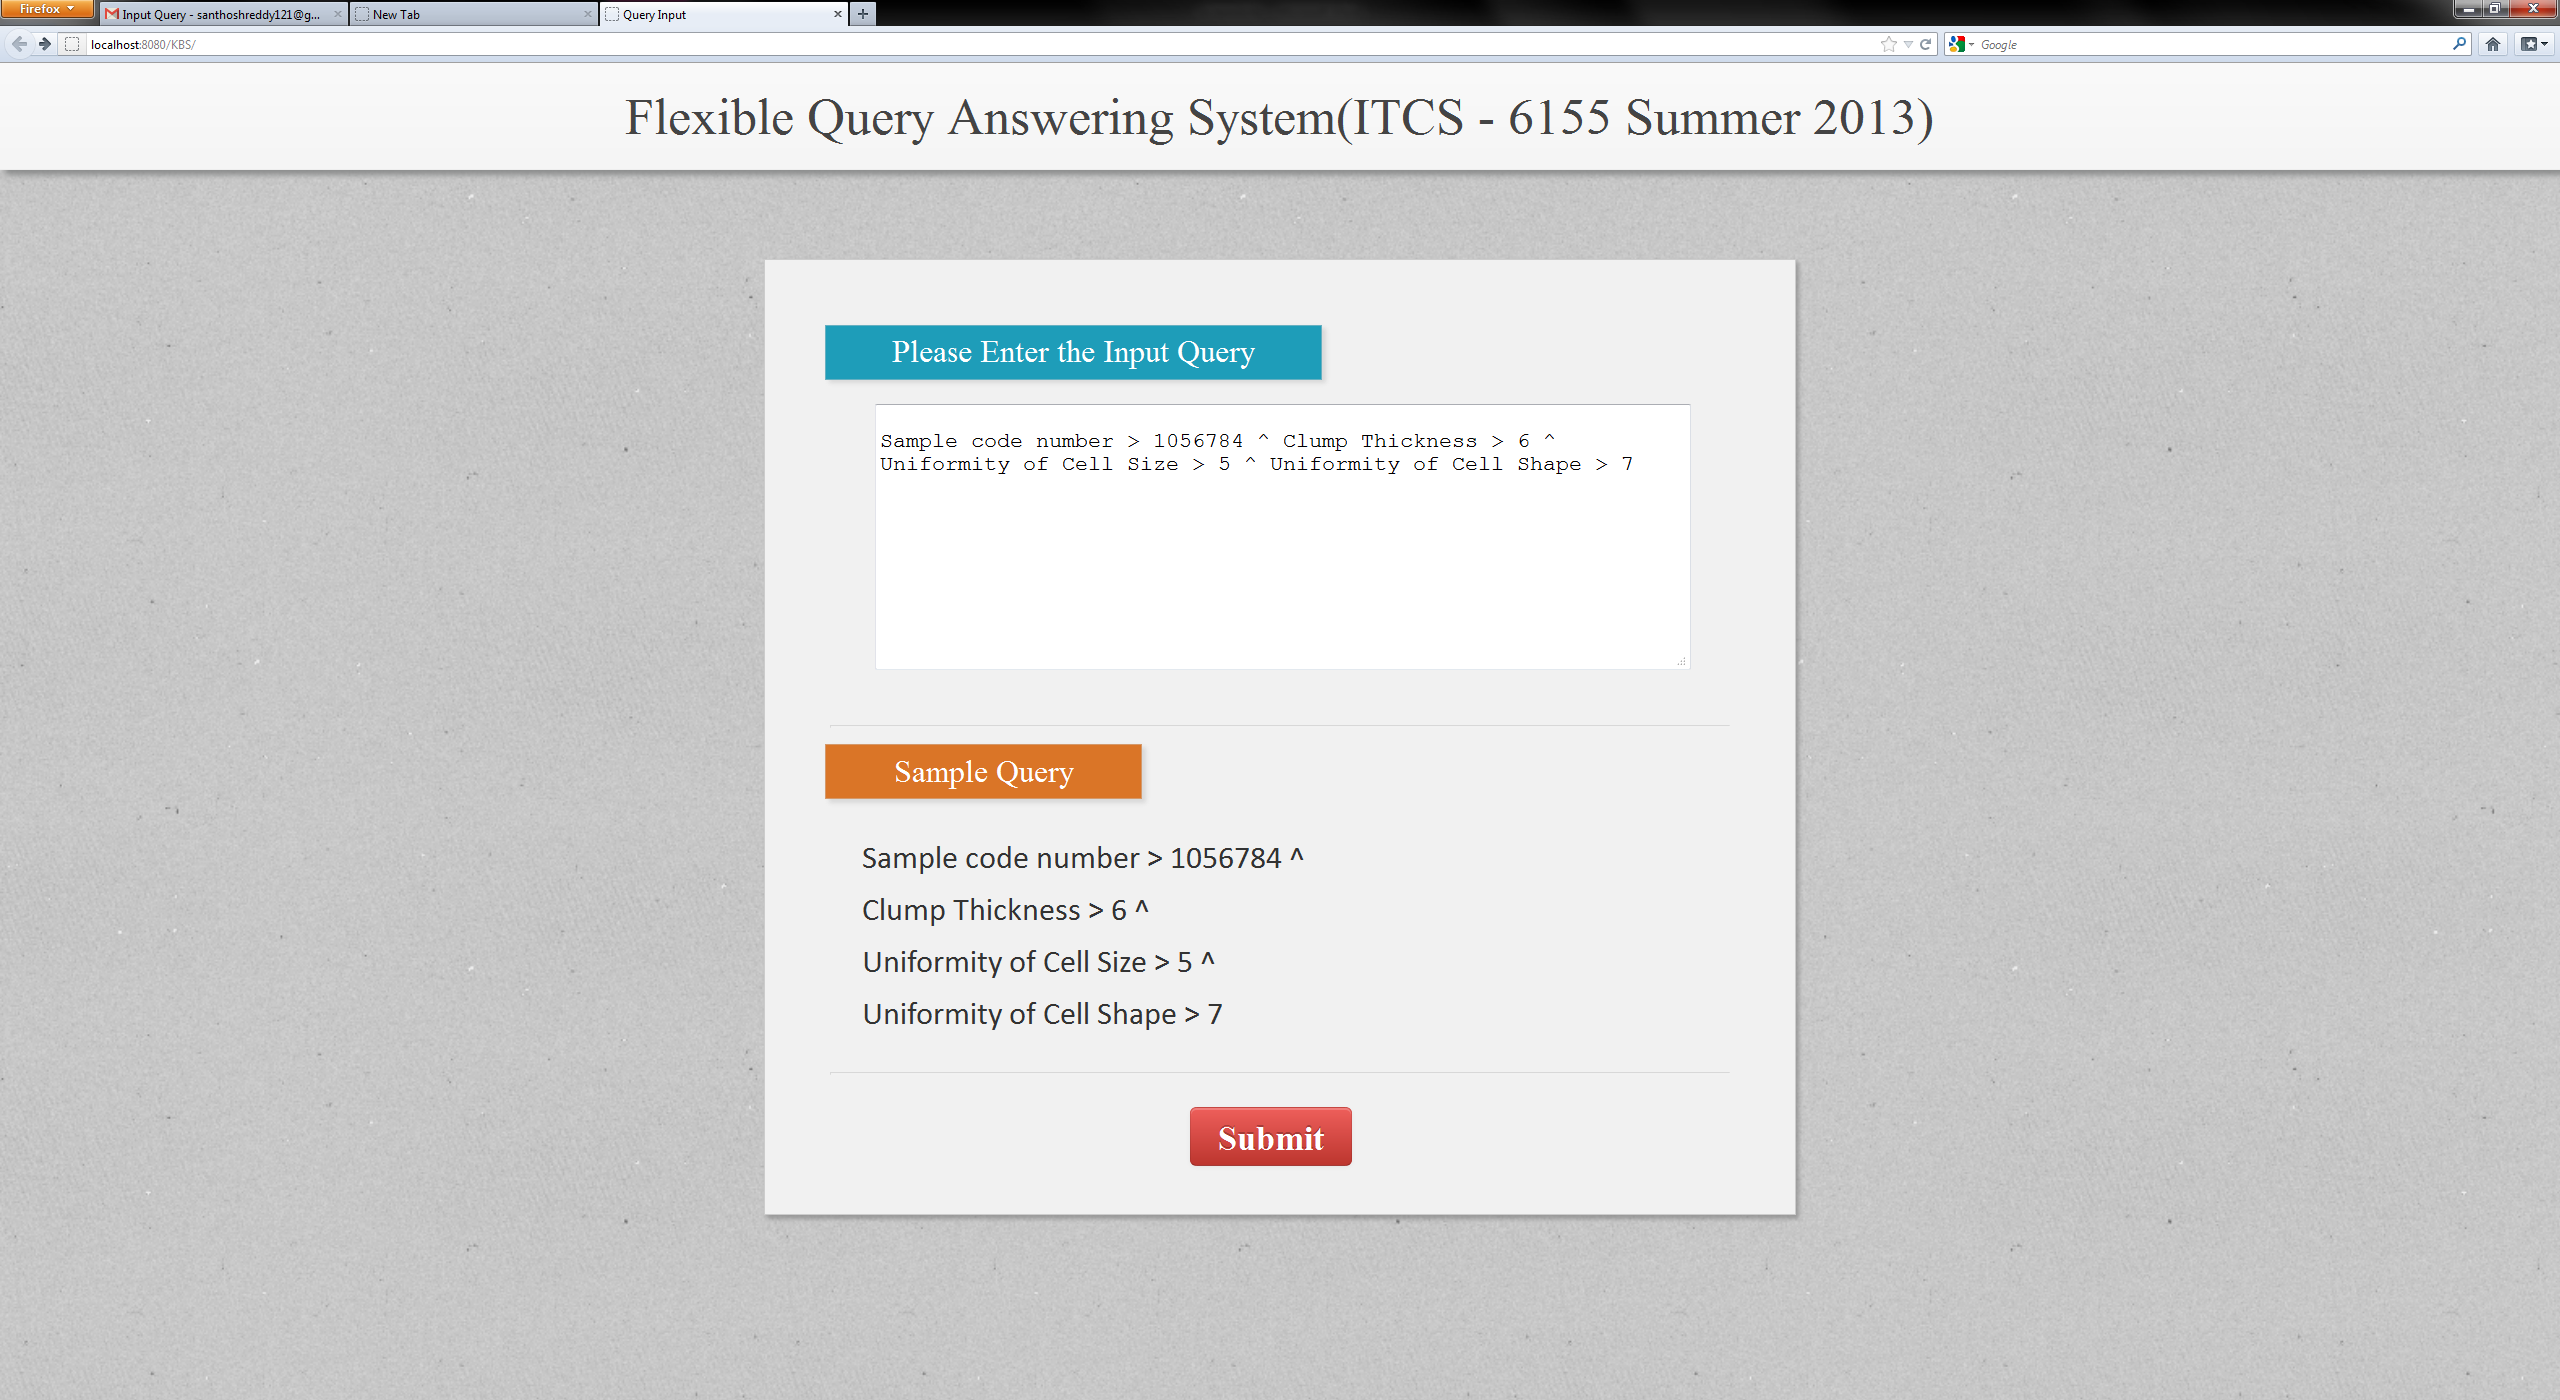 Firefox
Input Query - santhoshreddy121@g...
New Tab
Query Input
localhost:8080/KBS/
Google
Flexible Query Answering System(ITCS - 6155 Summer 2013)
Please Enter the Input Query
Sample code number > 1056784 ^ Clump Thickness > 6 ^
Uniformity of Cell Size > 5 ^ Uniformity of Cell Shape > 7
Sample Query
Sample code number > 1056784 ^
Clump Thickness > 6 ^
Uniformity of Cell Size > 5 ^
Uniformity of Cell Shape > 7
Submit